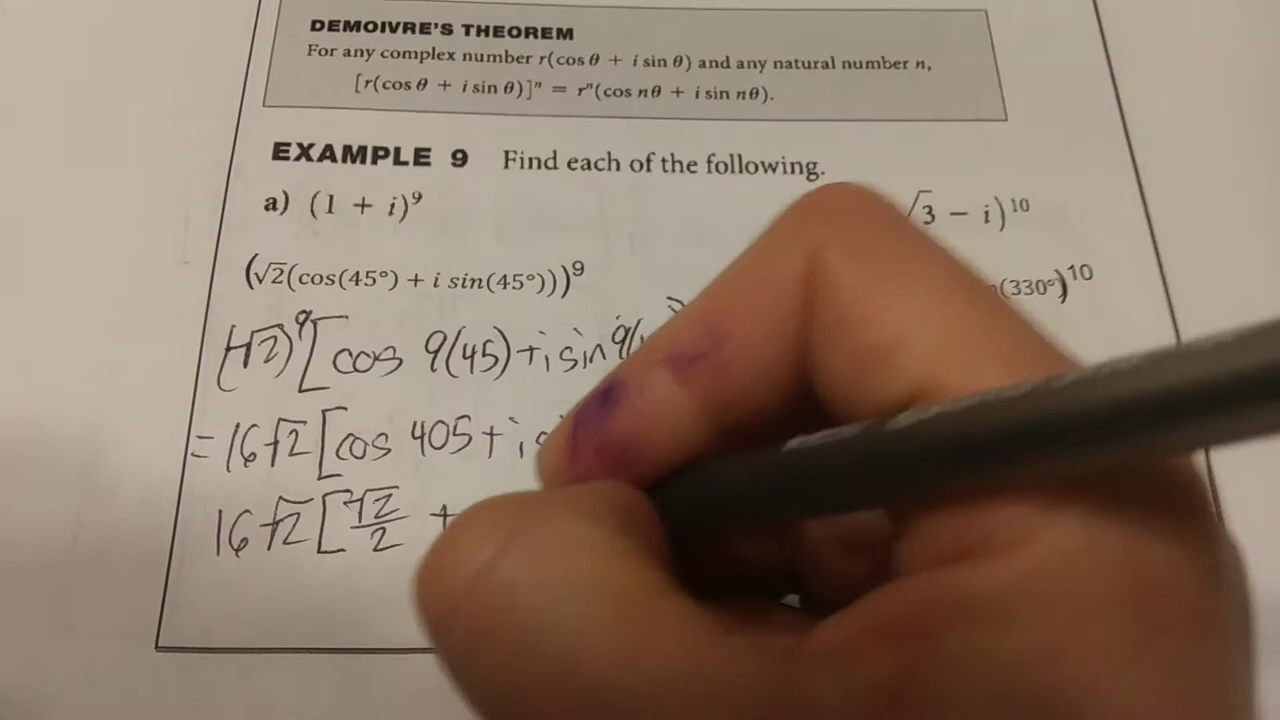 DEMOIVRE'S THEOREM
For any complex number r(cos θ + i sin θ) and any natural number n,
[r(cos θ + i sin θ)]ⁿ = rⁿ(cos nθ + i sin nθ).
EXAMPLE 9 Find each of the following.
a) (1 + i)⁹
√3 − i)¹⁰
(√2(cos(45°) + i sin(45°)))⁹
(330°)¹⁰
(√2)⁹[cos 9(45)+i sin 9(
= 16√2[cos 405+i
16√2[√2/2 +